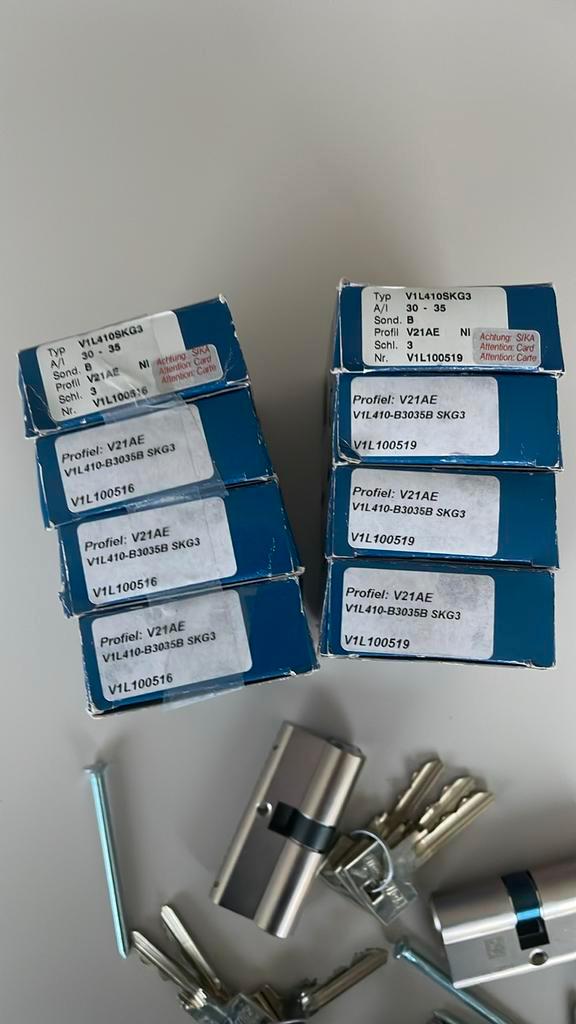 Typ V1L410SKG3
A/I 30 - 35
Sond. B
Profil V21AE NI
Schl. 3
Nr. V1L100516
Achtung: S/KA
Attention: Card
Attention: Carte
Profiel: V21AE
V1L410-B3035B SKG3
V1L100516
Profiel: V21AE
V1L410-B3035B SKG3
V1L100516
Profiel: V21AE
V1L410-B3035B SKG3
V1L100516
Typ V1L410SKG3
A/I 30 - 35
Sond. B
Profil V21AE NI
Schl. 3
Nr. V1L100519
Achtung: S/KA
Attention: Card
Attention: Carte
Profiel: V21AE
V1L410-B3035B SKG3
V1L100519
Profiel: V21AE
V1L410-B3035B SKG3
V1L100519
Profiel: V21AE
V1L410-B3035B SKG3
V1L100519